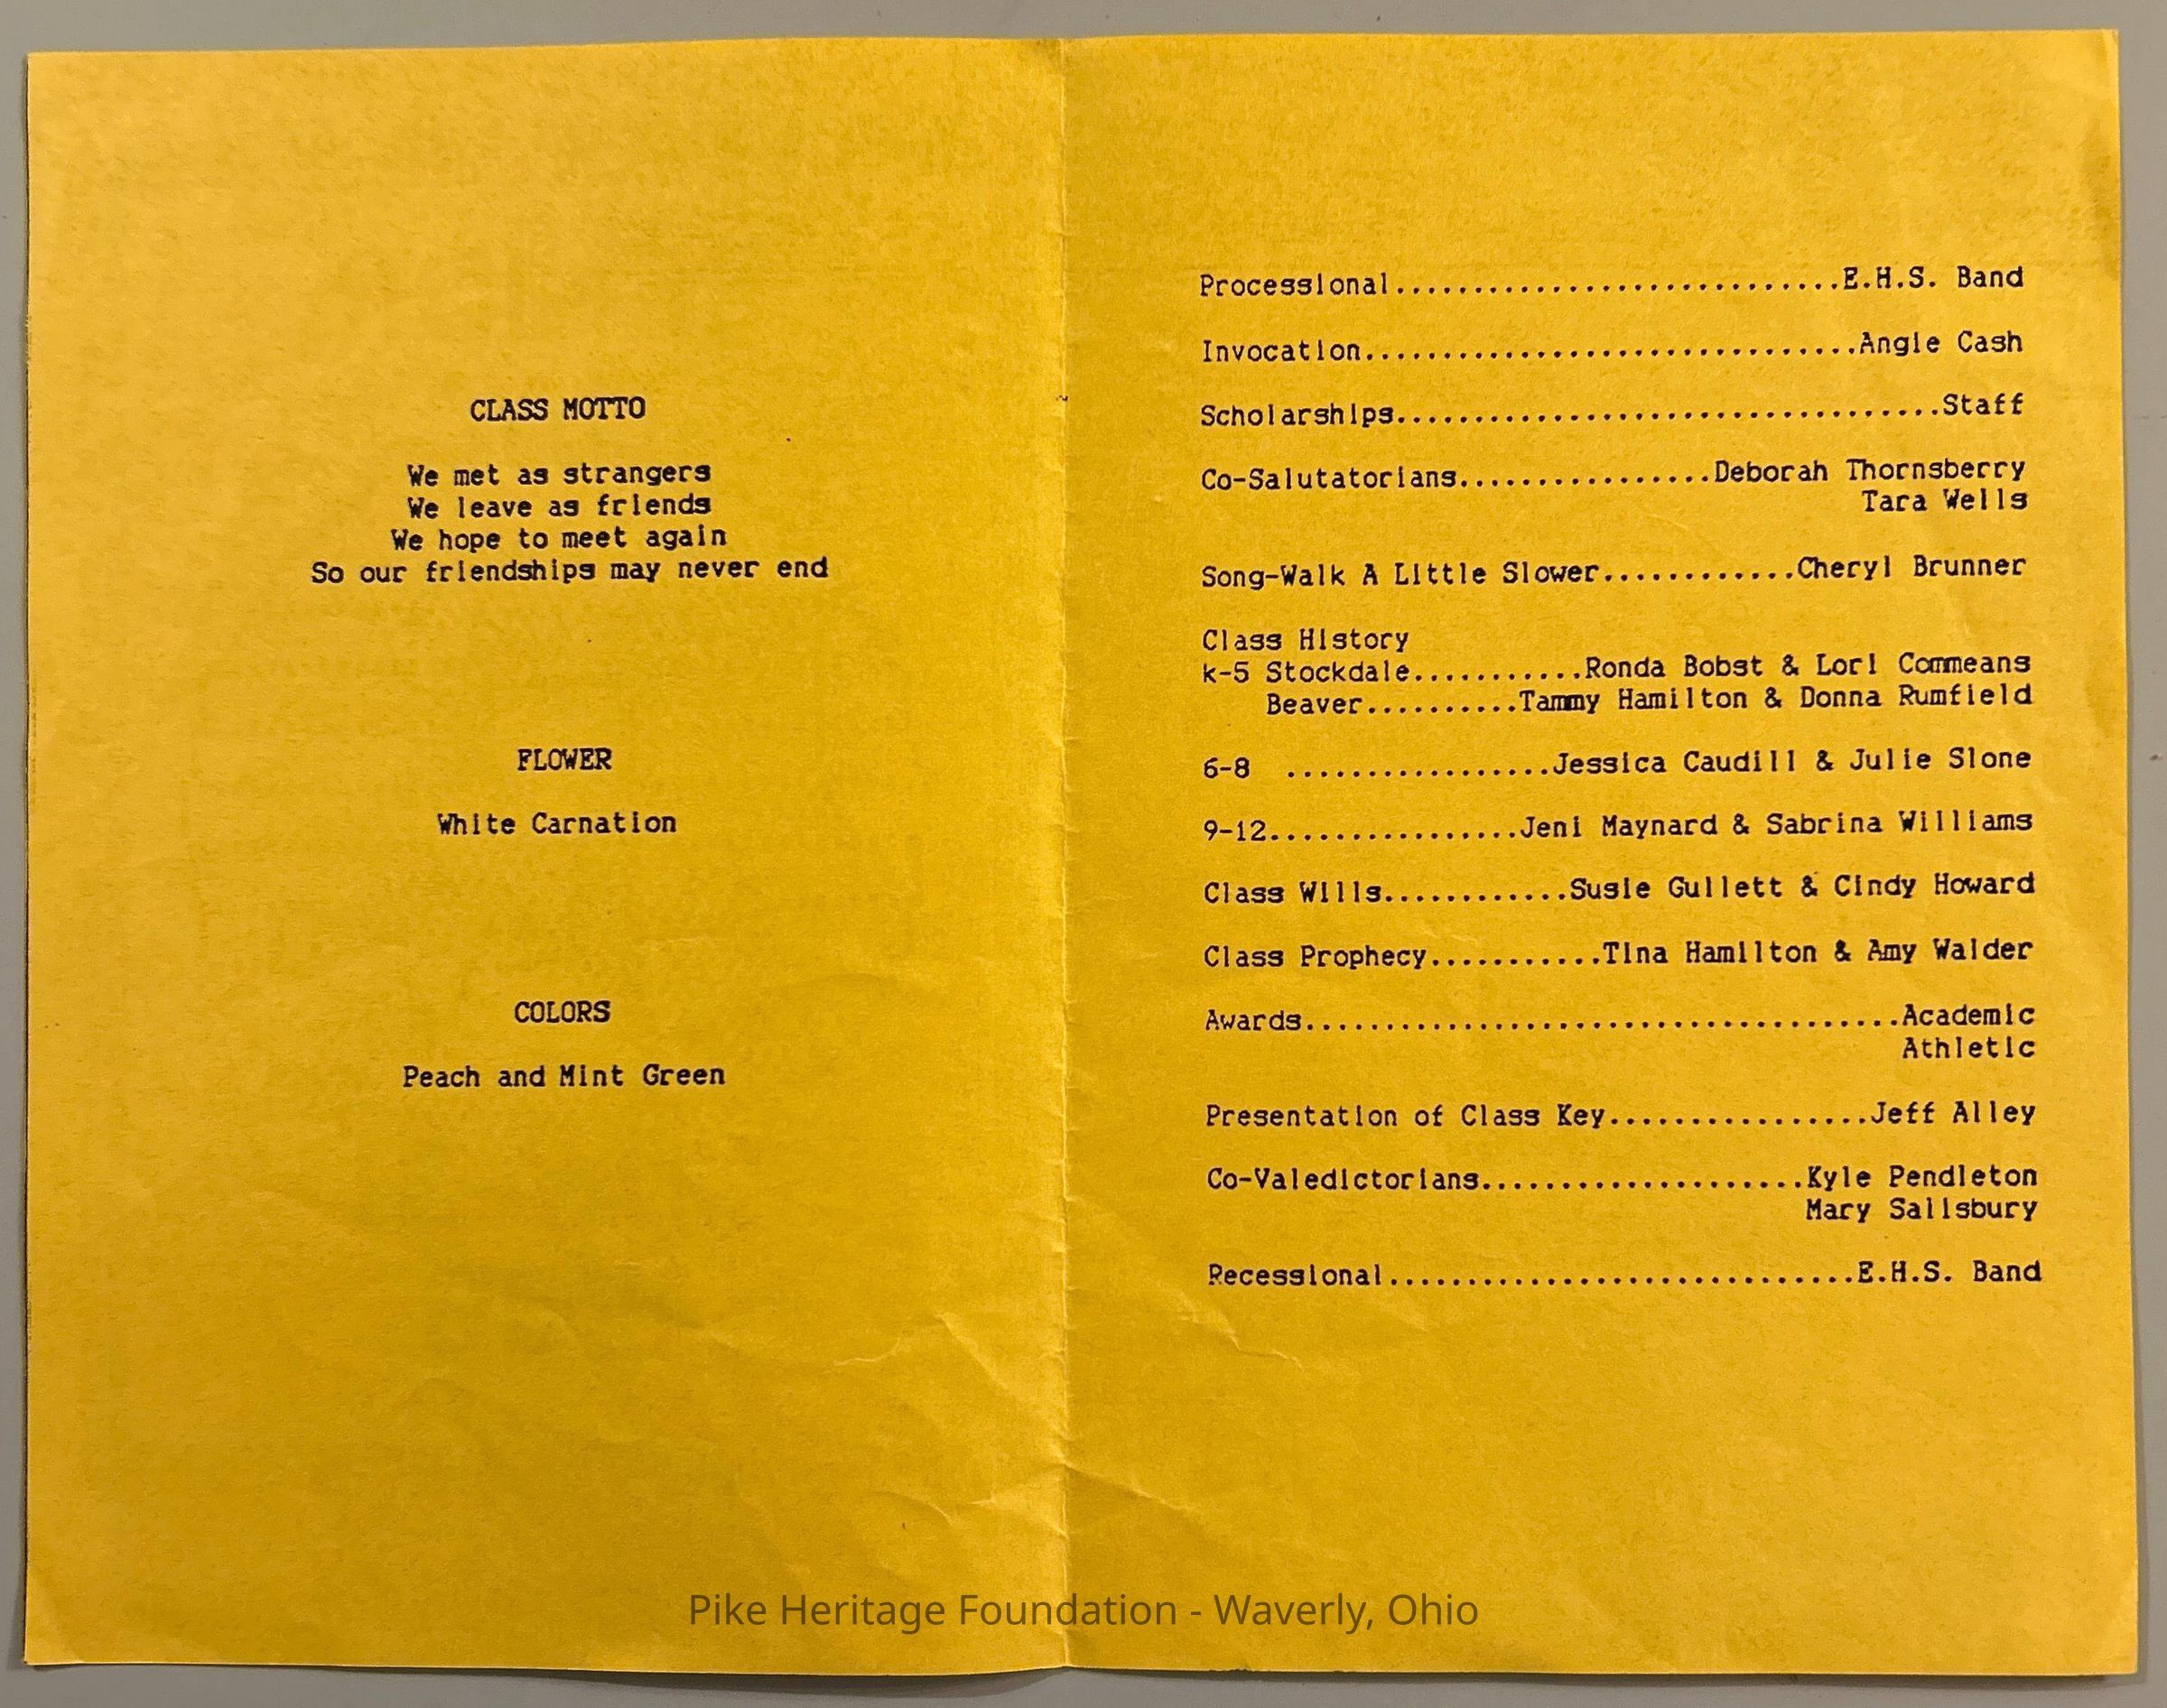 CLASS MOTTO
We met as strangers
We leave as friends
We hope to meet again
So our friendships may never end
FLOWER
White Carnation
COLORS
Peach and Mint Green
Processional............................E.H.S. Band
Invocation...............................Angie Cash
Scholarships..................................Staff
Co-Salutatorians................Deborah Thornsberry
Tara Wells
Song-Walk A Little Slower............Cheryl Brunner
Class History
k-5 Stockdale...........Ronda Bobst & Lori Commeans
Beaver..........Tammy Hamilton & Donna Rumfield
6-8 .................Jessica Caudill & Julie Slone
9-12................Jeni Maynard & Sabrina Williams
Class Wills............Susie Gullett & Cindy Howard
Class Prophecy...........Tina Hamilton & Amy Walder
Awards.....................................Academic
Athletic
Presentation of Class Key................Jeff Alley
Co-Valedictorians....................Kyle Pendleton
Mary Salisbury
Recessional.............................E.H.S. Band
Pike Heritage Foundation - Waverly, Ohio